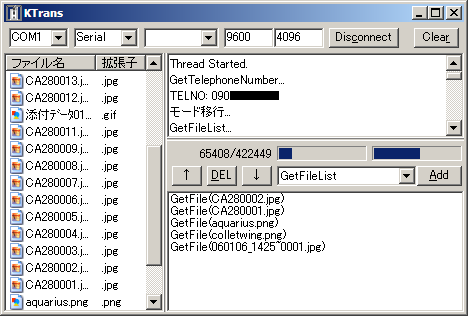 KTrans
COM1 Serial 9600 4096 Disconnect Clear
ファイル名 拡張子
CA280013.j... .jpg
CA280012.j... .jpg
添付データ01... .gif
CA280011.j... .jpg
CA280009.j... .jpg
CA280008.j... .jpg
CA280007.j... .jpg
CA280006.j... .jpg
CA280005.j... .jpg
CA280004.j... .jpg
CA280003.j... .jpg
CA280002.j... .jpg
CA280001.j... .jpg
aquarius.png .png
Thread Started.
GetTelephoneNumber...
TELNO: 090
モード移行...
GetFileList...
65408/422449
↑ DEL ↓ GetFileList Add
GetFile(CA280002.jpg)
GetFile(CA280001.jpg)
GetFile(aquarius.png)
GetFile(colletwing.png)
GetFile(060106_1425~0001.jpg)